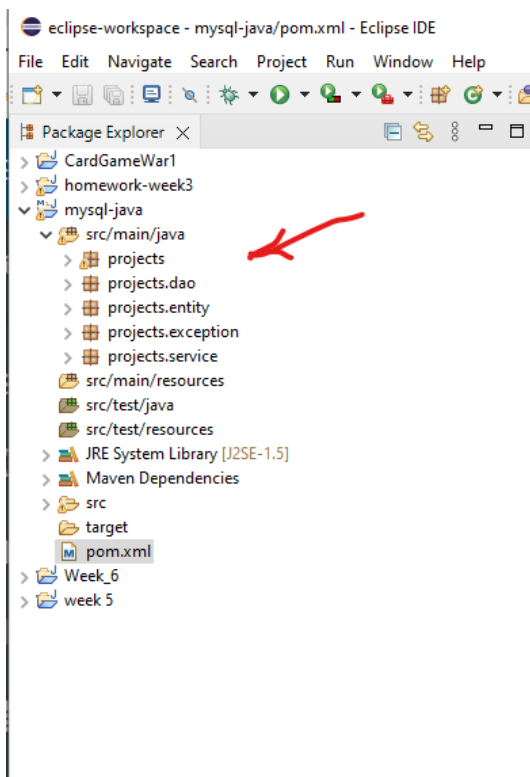 eclipse-workspace - mysql-java/pom.xml - Eclipse IDE
File Edit Navigate Search Project Run Window Help
Package Explorer
CardGameWar1
homework-week3
mysql-java
src/main/java
projects
projects.dao
projects.entity
projects.exception
projects.service
src/main/resources
src/test/java
src/test/resources
JRE System Library [J2SE-1.5]
Maven Dependencies
src
target
pom.xml
Week_6
week 5